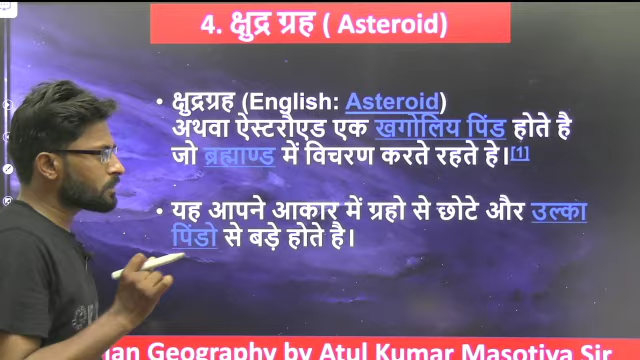 4. क्षुद्र ग्रह ( Asteroid)
• क्षुद्रग्रह (English: Asteroid)
अथवा ऐस्टरौएड एक खगोलिय पिंड होते है
जो ब्रह्माण्ड में विचरण करते रहते हे।[1]
• यह आपने आकार में ग्रहो से छोटे और उल्का
पिंडो से बड़े होते है।
Geography by Atul Kumar Masotiya Sir